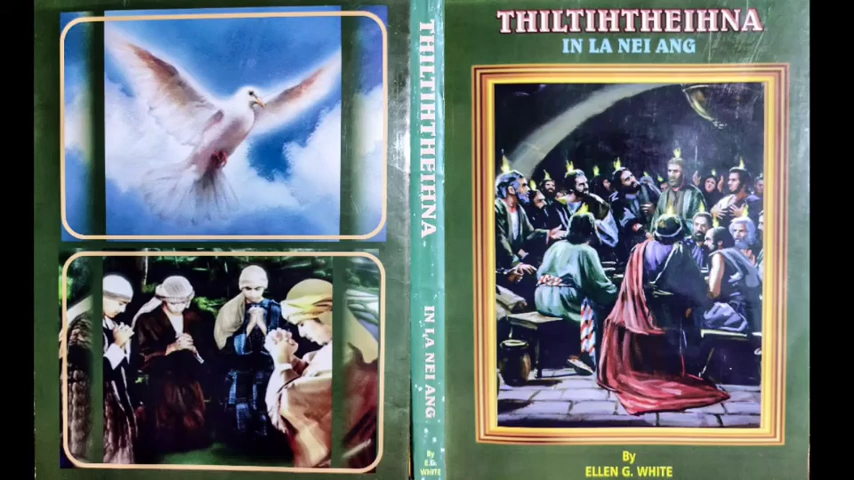 THILTIHTHEIHNA
IN LA NEI ANG
By
E.G.
WHITE
THILTIHTHEIHNA
IN LA NEI ANG
By
ELLEN G. WHITE